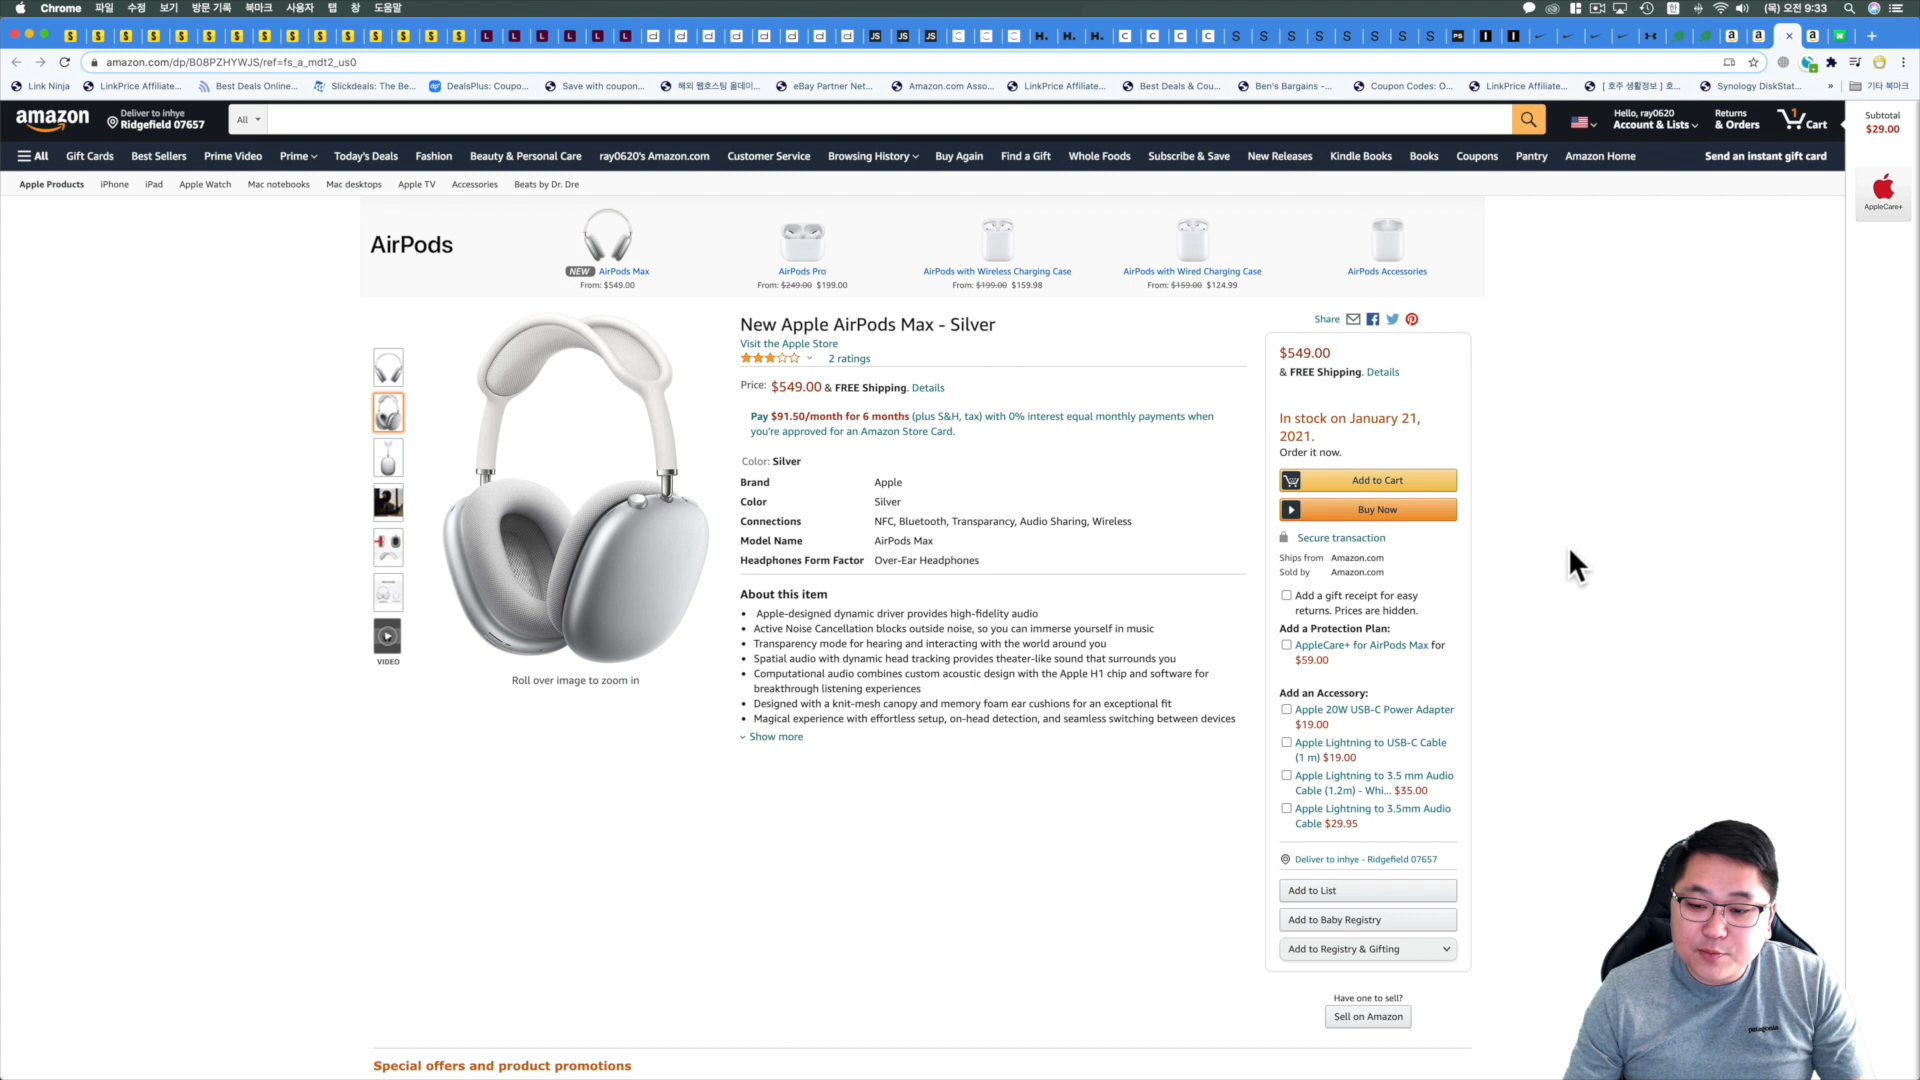 Chrome 파일 수정 보기 방문 기록 북마크 사용자 탭 창 도움말
(목) 오전 9:33
amazon.com/dp/B08PZHYWJS/ref=fs_a_mdt2_us0
Link Ninja LinkPrice Affiliate... Best Deals Online... Slickdeals: The Be... DealsPlus: Coupo... Save with coupon... 해외 웹호스팅 올데이... eBay Partner Net... Amazon.com Asso... LinkPrice Affiliate... Best Deals & Cou... Ben's Bargains -... Coupon Codes: O... LinkPrice Affiliate... [ 호주 생활정보 ] 호... Synology DiskStat... » 기타 북마크
amazon
Deliver to inhye
Ridgefield 07657
All
Hello, ray0620
Account & Lists
Returns
& Orders
1
Cart
Subtotal
$29.00
All Gift Cards Best Sellers Prime Video Prime Today's Deals Fashion Beauty & Personal Care ray0620's Amazon.com Customer Service Browsing History Buy Again Find a Gift Whole Foods Subscribe & Save New Releases Kindle Books Books Coupons Pantry Amazon Home Send an instant gift card
Apple Products iPhone iPad Apple Watch Mac notebooks Mac desktops Apple TV Accessories Beats by Dr. Dre
AppleCare+
AirPods
NEW AirPods Max
From: $549.00
AirPods Pro
From: $249.00 $199.00
AirPods with Wireless Charging Case
From: $199.00 $159.98
AirPods with Wired Charging Case
From: $159.00 $124.99
AirPods Accessories
VIDEO
Roll over image to zoom in
New Apple AirPods Max - Silver
Visit the Apple Store
2 ratings
Price: $549.00 & FREE Shipping. Details
Pay $91.50/month for 6 months (plus S&H, tax) with 0% interest equal monthly payments when
you're approved for an Amazon Store Card.
Color: Silver
Brand Apple
Color Silver
Connections NFC, Bluetooth, Transparancy, Audio Sharing, Wireless
Model Name AirPods Max
Headphones Form Factor Over-Ear Headphones
About this item
• Apple-designed dynamic driver provides high-fidelity audio
• Active Noise Cancellation blocks outside noise, so you can immerse yourself in music
• Transparency mode for hearing and interacting with the world around you
• Spatial audio with dynamic head tracking provides theater-like sound that surrounds you
• Computational audio combines custom acoustic design with the Apple H1 chip and software for
breakthrough listening experiences
• Designed with a knit-mesh canopy and memory foam ear cushions for an exceptional fit
• Magical experience with effortless setup, on-head detection, and seamless switching between devices
Show more
Share
$549.00
& FREE Shipping. Details
In stock on January 21,
2021.
Order it now.
Add to Cart
Buy Now
Secure transaction
Ships from Amazon.com
Sold by Amazon.com
Add a gift receipt for easy
returns. Prices are hidden.
Add a Protection Plan:
AppleCare+ for AirPods Max for
$59.00
Add an Accessory:
Apple 20W USB-C Power Adapter
$19.00
Apple Lightning to USB-C Cable
(1 m) $19.00
Apple Lightning to 3.5 mm Audio
Cable (1.2m) - Whi... $35.00
Apple Lightning to 3.5mm Audio
Cable $29.95
Deliver to inhye - Ridgefield 07657
Add to List
Add to Baby Registry
Add to Registry & Gifting
Have one to sell?
Sell on Amazon
patagonia
Special offers and product promotions